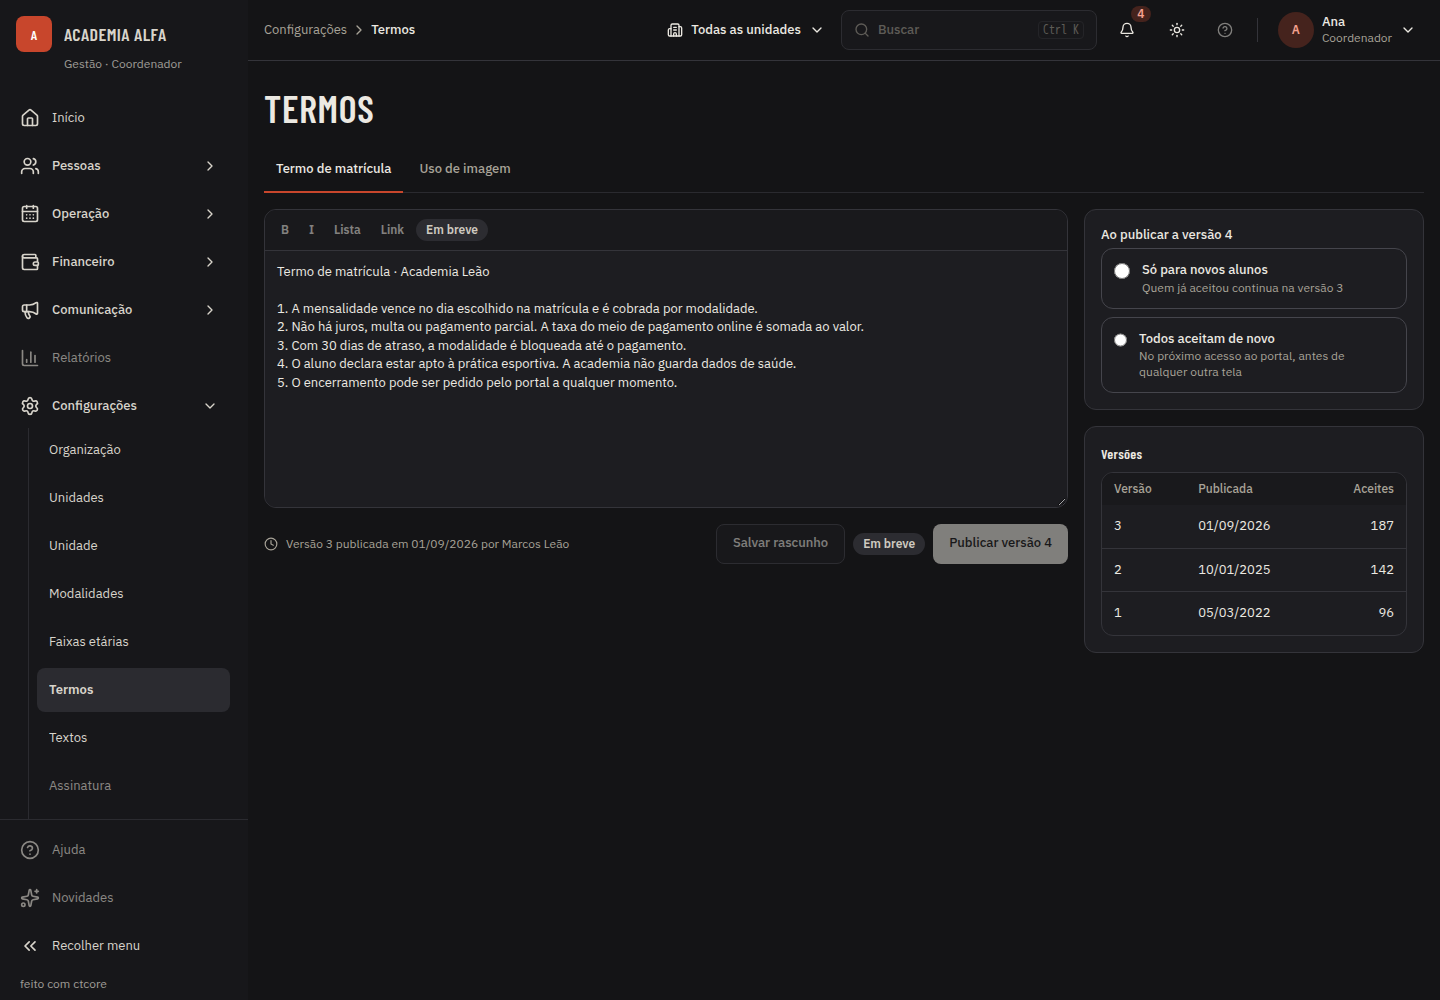 A
ACADEMIA ALFA
Gestão · Coordenador
Início
Pessoas
Operação
Financeiro
Comunicação
Relatórios
Configurações
Organização
Unidades
Unidade
Modalidades
Faixas etárias
Termos
Textos
Assinatura
Ajuda
Novidades
Recolher menu
feito com ctcore
Configurações > Termos
Todas as unidades
Buscar
Ctrl K
4
A
Ana
Coordenador
TERMOS
Termo de matrícula
Uso de imagem
B I Lista Link Em breve
Termo de matrícula · Academia Leão
1. A mensalidade vence no dia escolhido na matrícula e é cobrada por modalidade.
2. Não há juros, multa ou pagamento parcial. A taxa do meio de pagamento online é somada ao valor.
3. Com 30 dias de atraso, a modalidade é bloqueada até o pagamento.
4. O aluno declara estar apto à prática esportiva. A academia não guarda dados de saúde.
5. O encerramento pode ser pedido pelo portal a qualquer momento.
Versão 3 publicada em 01/09/2026 por Marcos Leão
Salvar rascunho
Em breve
Publicar versão 4
Ao publicar a versão 4
Só para novos alunos
Quem já aceitou continua na versão 3
Todos aceitam de novo
No próximo acesso ao portal, antes de
qualquer outra tela
Versões
Versão Publicada Aceites
3 01/09/2026 187
2 10/01/2025 142
1 05/03/2022 96